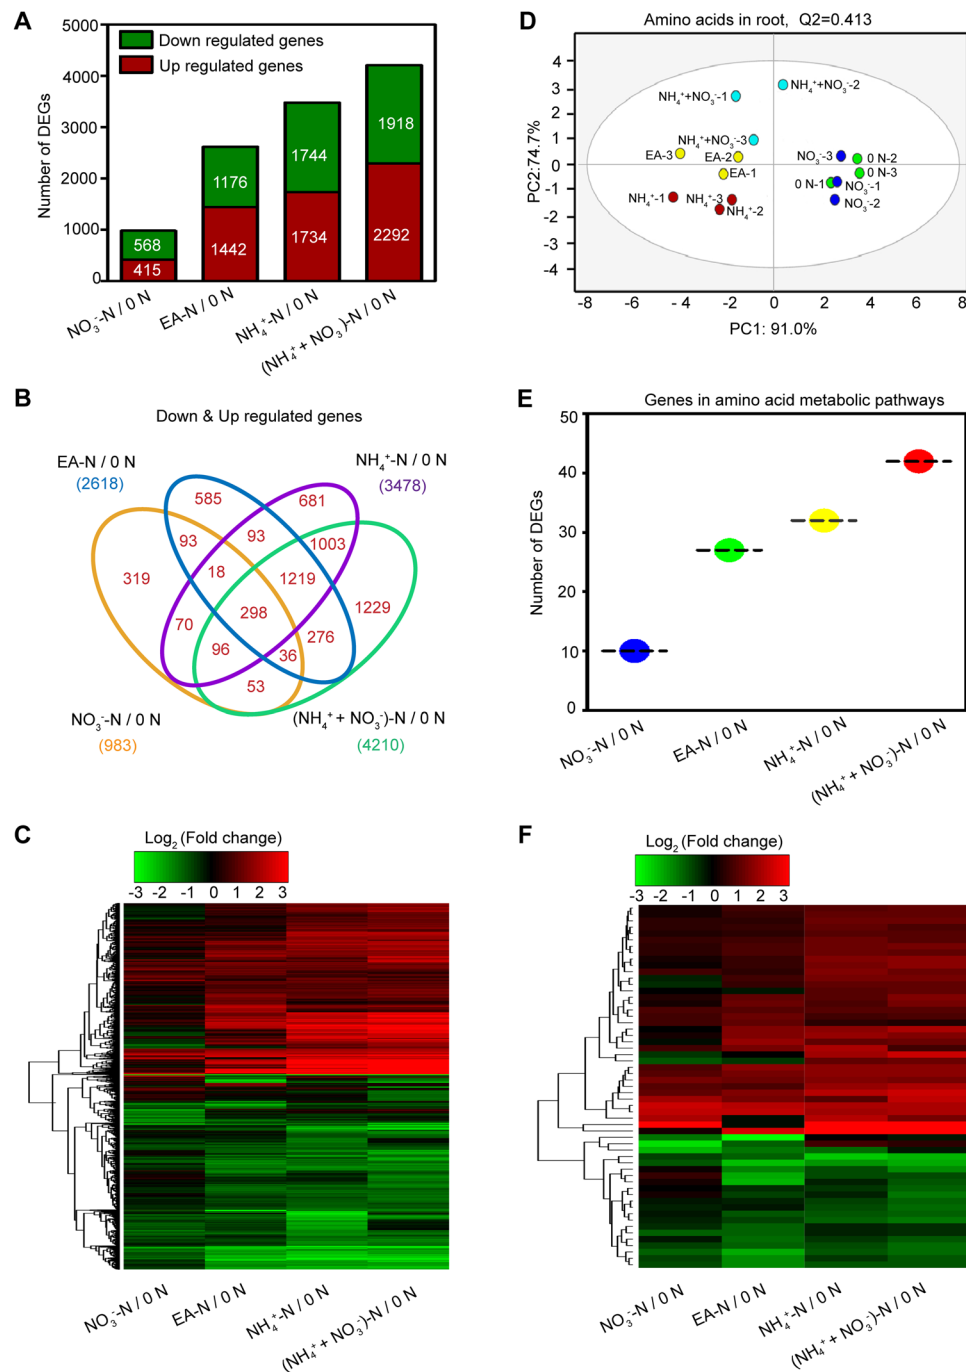 A
5000
4000
3000
2000
1000
0
Number of DEGs
Down regulated genes
Up regulated genes
568
415
1176
1442
1744
1734
1918
2292
NO₃⁻-N / 0 N
EA-N / 0 N
NH₄⁺-N / 0 N
(NH₄⁺ + NO₃⁻)-N / 0 N
B
Down & Up regulated genes
EA-N / 0 N
(2618)
NH₄⁺-N / 0 N
(3478)
585
681
93
93
1003
319
18
1219
298
1229
70
96
276
36
53
NO₃⁻-N / 0 N
(983)
(NH₄⁺ + NO₃⁻)-N / 0 N
(4210)
C
Log₂ (Fold change)
-3 -2 -1 0 1 2 3
NO₃⁻-N / 0 N
EA-N / 0 N
NH₄⁺-N / 0 N
(NH₄⁺ + NO₃⁻)-N / 0 N
D
Amino acids in root, Q2=0.413
4
3
2
1
0
-1
-2
-3
-4
PC2:74.7%
NH₄⁺+NO₃⁻-2
NH₄⁺+NO₃⁻-1
NH₄⁺+NO₃⁻-3
EA-3
EA-2
EA-1
NO₃⁻-3
0 N-2
0 N-3
0 N-1
NO₃⁻-1
NO₃⁻-2
NH₄⁺-1
NH₄⁺-3
NH₄⁺-2
-8 -6 - 4 -2 0 2 4 6 8
PC1: 91.0%
E
Genes in amino acid metabolic pathways
50
40
30
20
10
0
Number of DEGs
NO₃⁻-N / 0 N
EA-N / 0 N
NH₄⁺-N / 0 N
(NH₄⁺ + NO₃⁻)-N / 0 N
F
Log₂ (Fold change)
-3 -2 -1 0 1 2 3
NO₃⁻-N / 0 N
EA-N / 0 N
NH₄⁺-N / 0 N
(NH₄⁺ + NO₃⁻)-N / 0 N